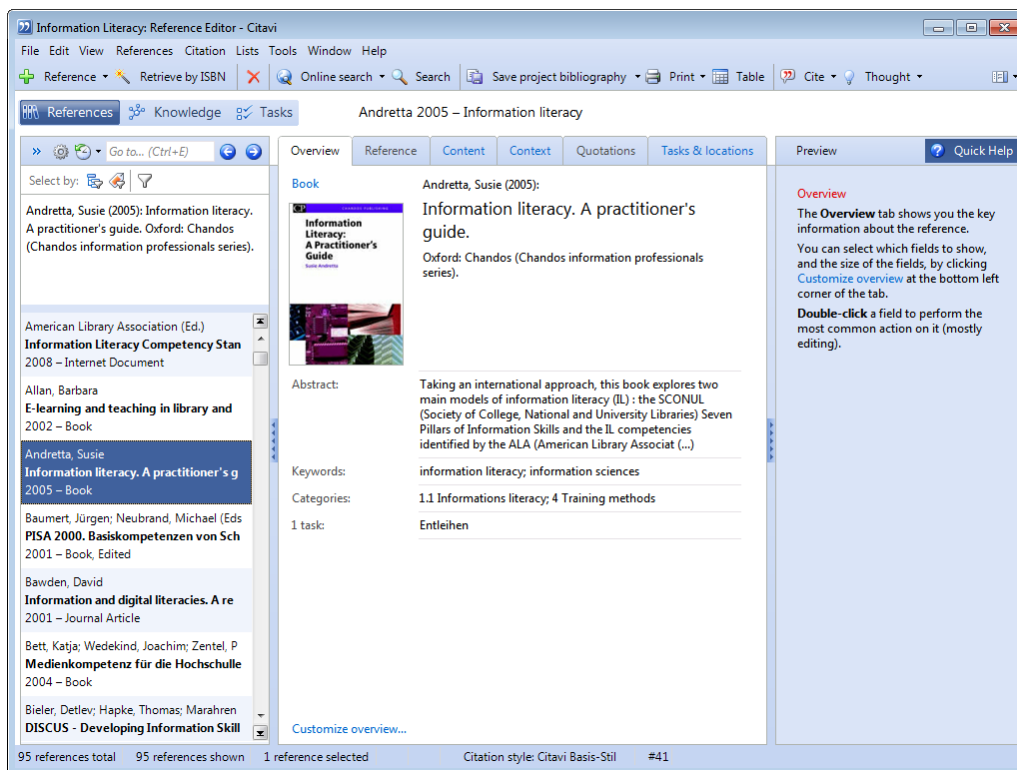 Information Literacy: Reference Editor - Citavi
File Edit View References Citation Lists Tools Window Help
Reference Retrieve by ISBN Online search Search Save project bibliography Print Table Cite Thought
References Knowledge Tasks Andretta 2005 – Information literacy
Go to... (Ctrl+E)
Select by:
Andretta, Susie (2005): Information literacy.
A practitioner's guide. Oxford: Chandos
(Chandos information professionals series).
American Library Association (Ed.)
Information Literacy Competency Stan
2008 – Internet Document
Allan, Barbara
E-learning and teaching in library and
2002 – Book
Andretta, Susie
Information literacy. A practitioner's g
2005 – Book
Baumert, Jürgen; Neubrand, Michael (Eds
PISA 2000. Basiskompetenzen von Sch
2001 – Book, Edited
Bawden, David
Information and digital literacies. A re
2001 – Journal Article
Bett, Katja; Wedekind, Joachim; Zentel, P
Medienkompetenz für die Hochschulle
2004 – Book
Bieler, Detlev; Hapke, Thomas; Marahren
DISCUS - Developing Information Skill
Overview Reference Content Context Quotations Tasks & locations
Book
CP
Information
Literacy:
A Practitioner's
Guide
Susie Andretta
Andretta, Susie (2005):
Information literacy. A practitioner's
guide.
Oxford: Chandos (Chandos information professionals
series).
Abstract: Taking an international approach, this book explores two
main models of information literacy (IL) : the SCONUL
(Society of College, National and University Libraries) Seven
Pillars of Information Skills and the IL competencies
identified by the ALA (American Library Associat (...)
Keywords: information literacy; information sciences
Categories: 1.1 Informations literacy; 4 Training methods
1 task: Entleihen
Customize overview...
Preview Quick Help
Overview
The Overview tab shows you the key
information about the reference.
You can select which fields to show,
and the size of the fields, by clicking
Customize overview at the bottom left
corner of the tab.
Double-click a field to perform the
most common action on it (mostly
editing).
95 references total 95 references shown 1 reference selected Citation style: Citavi Basis-Stil #41